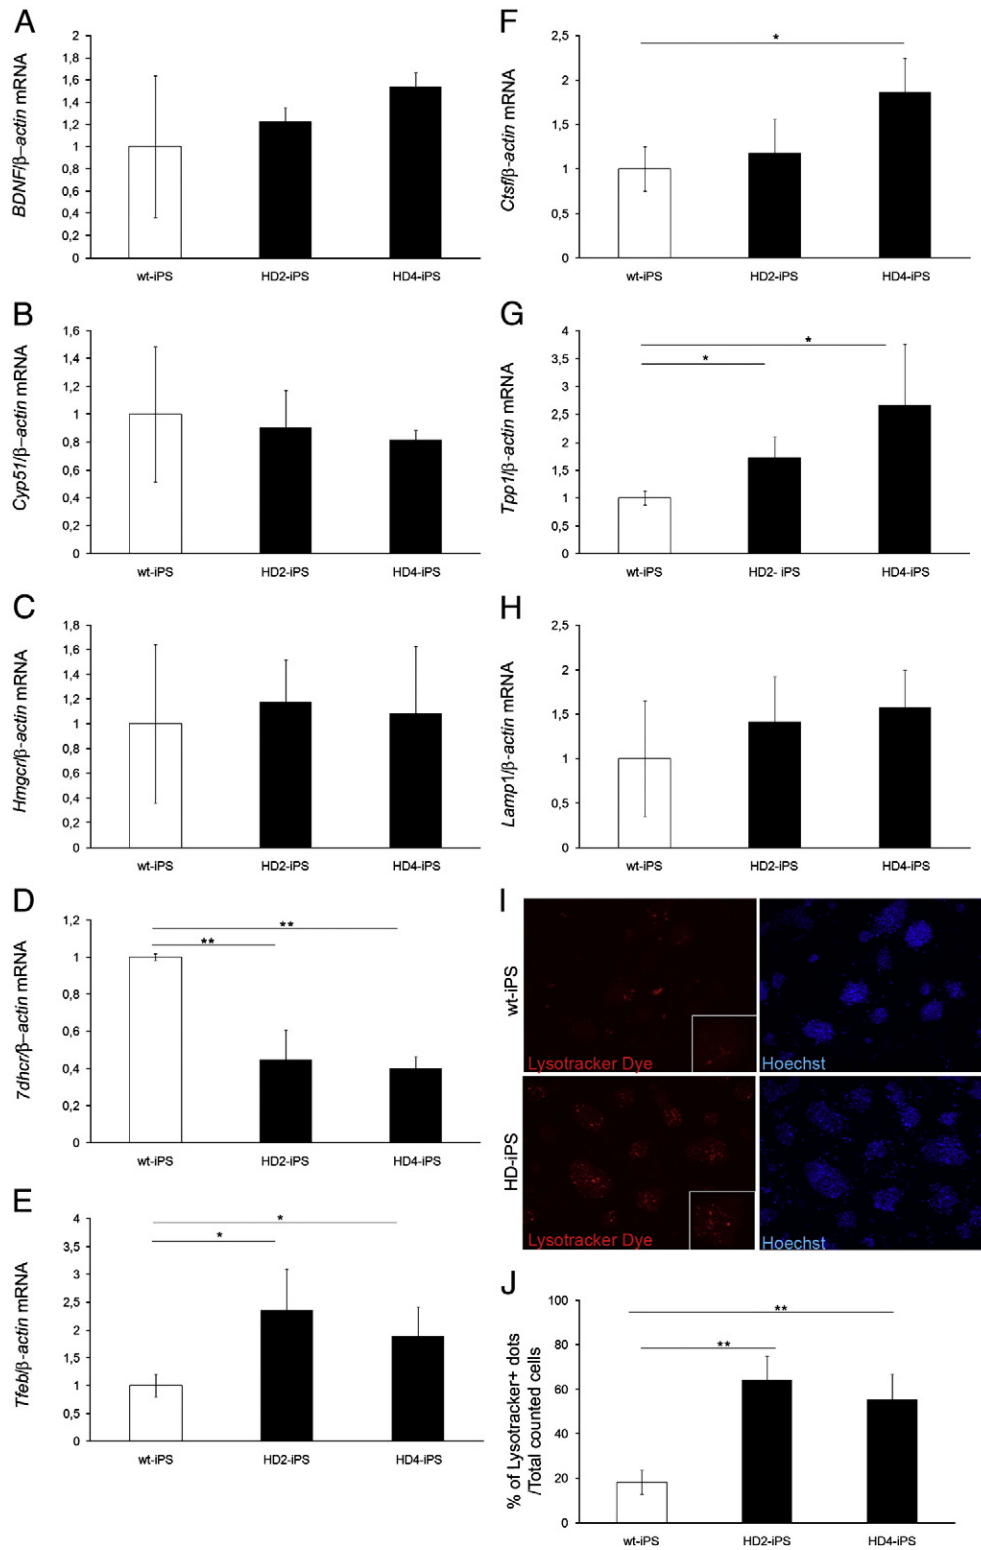 A
BDNF/β–actin mRNA
2
1,8
1,6
1,4
1,2
1
0,8
0,6
0,4
0,2
0
wt-iPS HD2-iPS HD4-iPS
B
Cyp51/β–actin mRNA
1,6
1,4
1,2
1
0,8
0,6
0,4
0,2
0
wt-iPS HD2-iPS HD4-iPS
C
Hmgcr/β-actin mRNA
1,8
1,6
1,4
1,2
1
0,8
0,6
0,4
0,2
0
wt-iPS HD2-iPS HD4-iPS
D
7dhcr/β–actin mRNA
1,2
1
0,6
0,4
0,2
0
**
**
wt-iPS HD2-iPS HD4-iPS
E
Tfeb/β-actin mRNA
4
3,5
3
2,5
2
1,5
1
0,5
0
*
*
wt-iPS HD2-iPS HD4-iPS
F
Ctsf/β-actin mRNA
2,5
2
1,5
1
0,5
0
*
wt-iPS HD2-iPS HD4-iPS
G
Tpp1/β-actin mRNA
4
3,5
3
2,5
2
1,5
1
0,5
0
*
*
wt-iPS HD2- iPS HD4-iPS
H
Lamp1/β-actin mRNA
2,5
2
1,5
1
0,5
0
wt-iPS HD2-iPS HD4-iPS
I
wt-iPS
Lysotracker Dye Hoechst
HD-iPS
Lysotracker Dye Hoechst
J
% of Lysotracker+ dots
/Total counted cells
100
80
60
40
20
0
**
**
wt-iPS HD2-iPS HD4-iPS